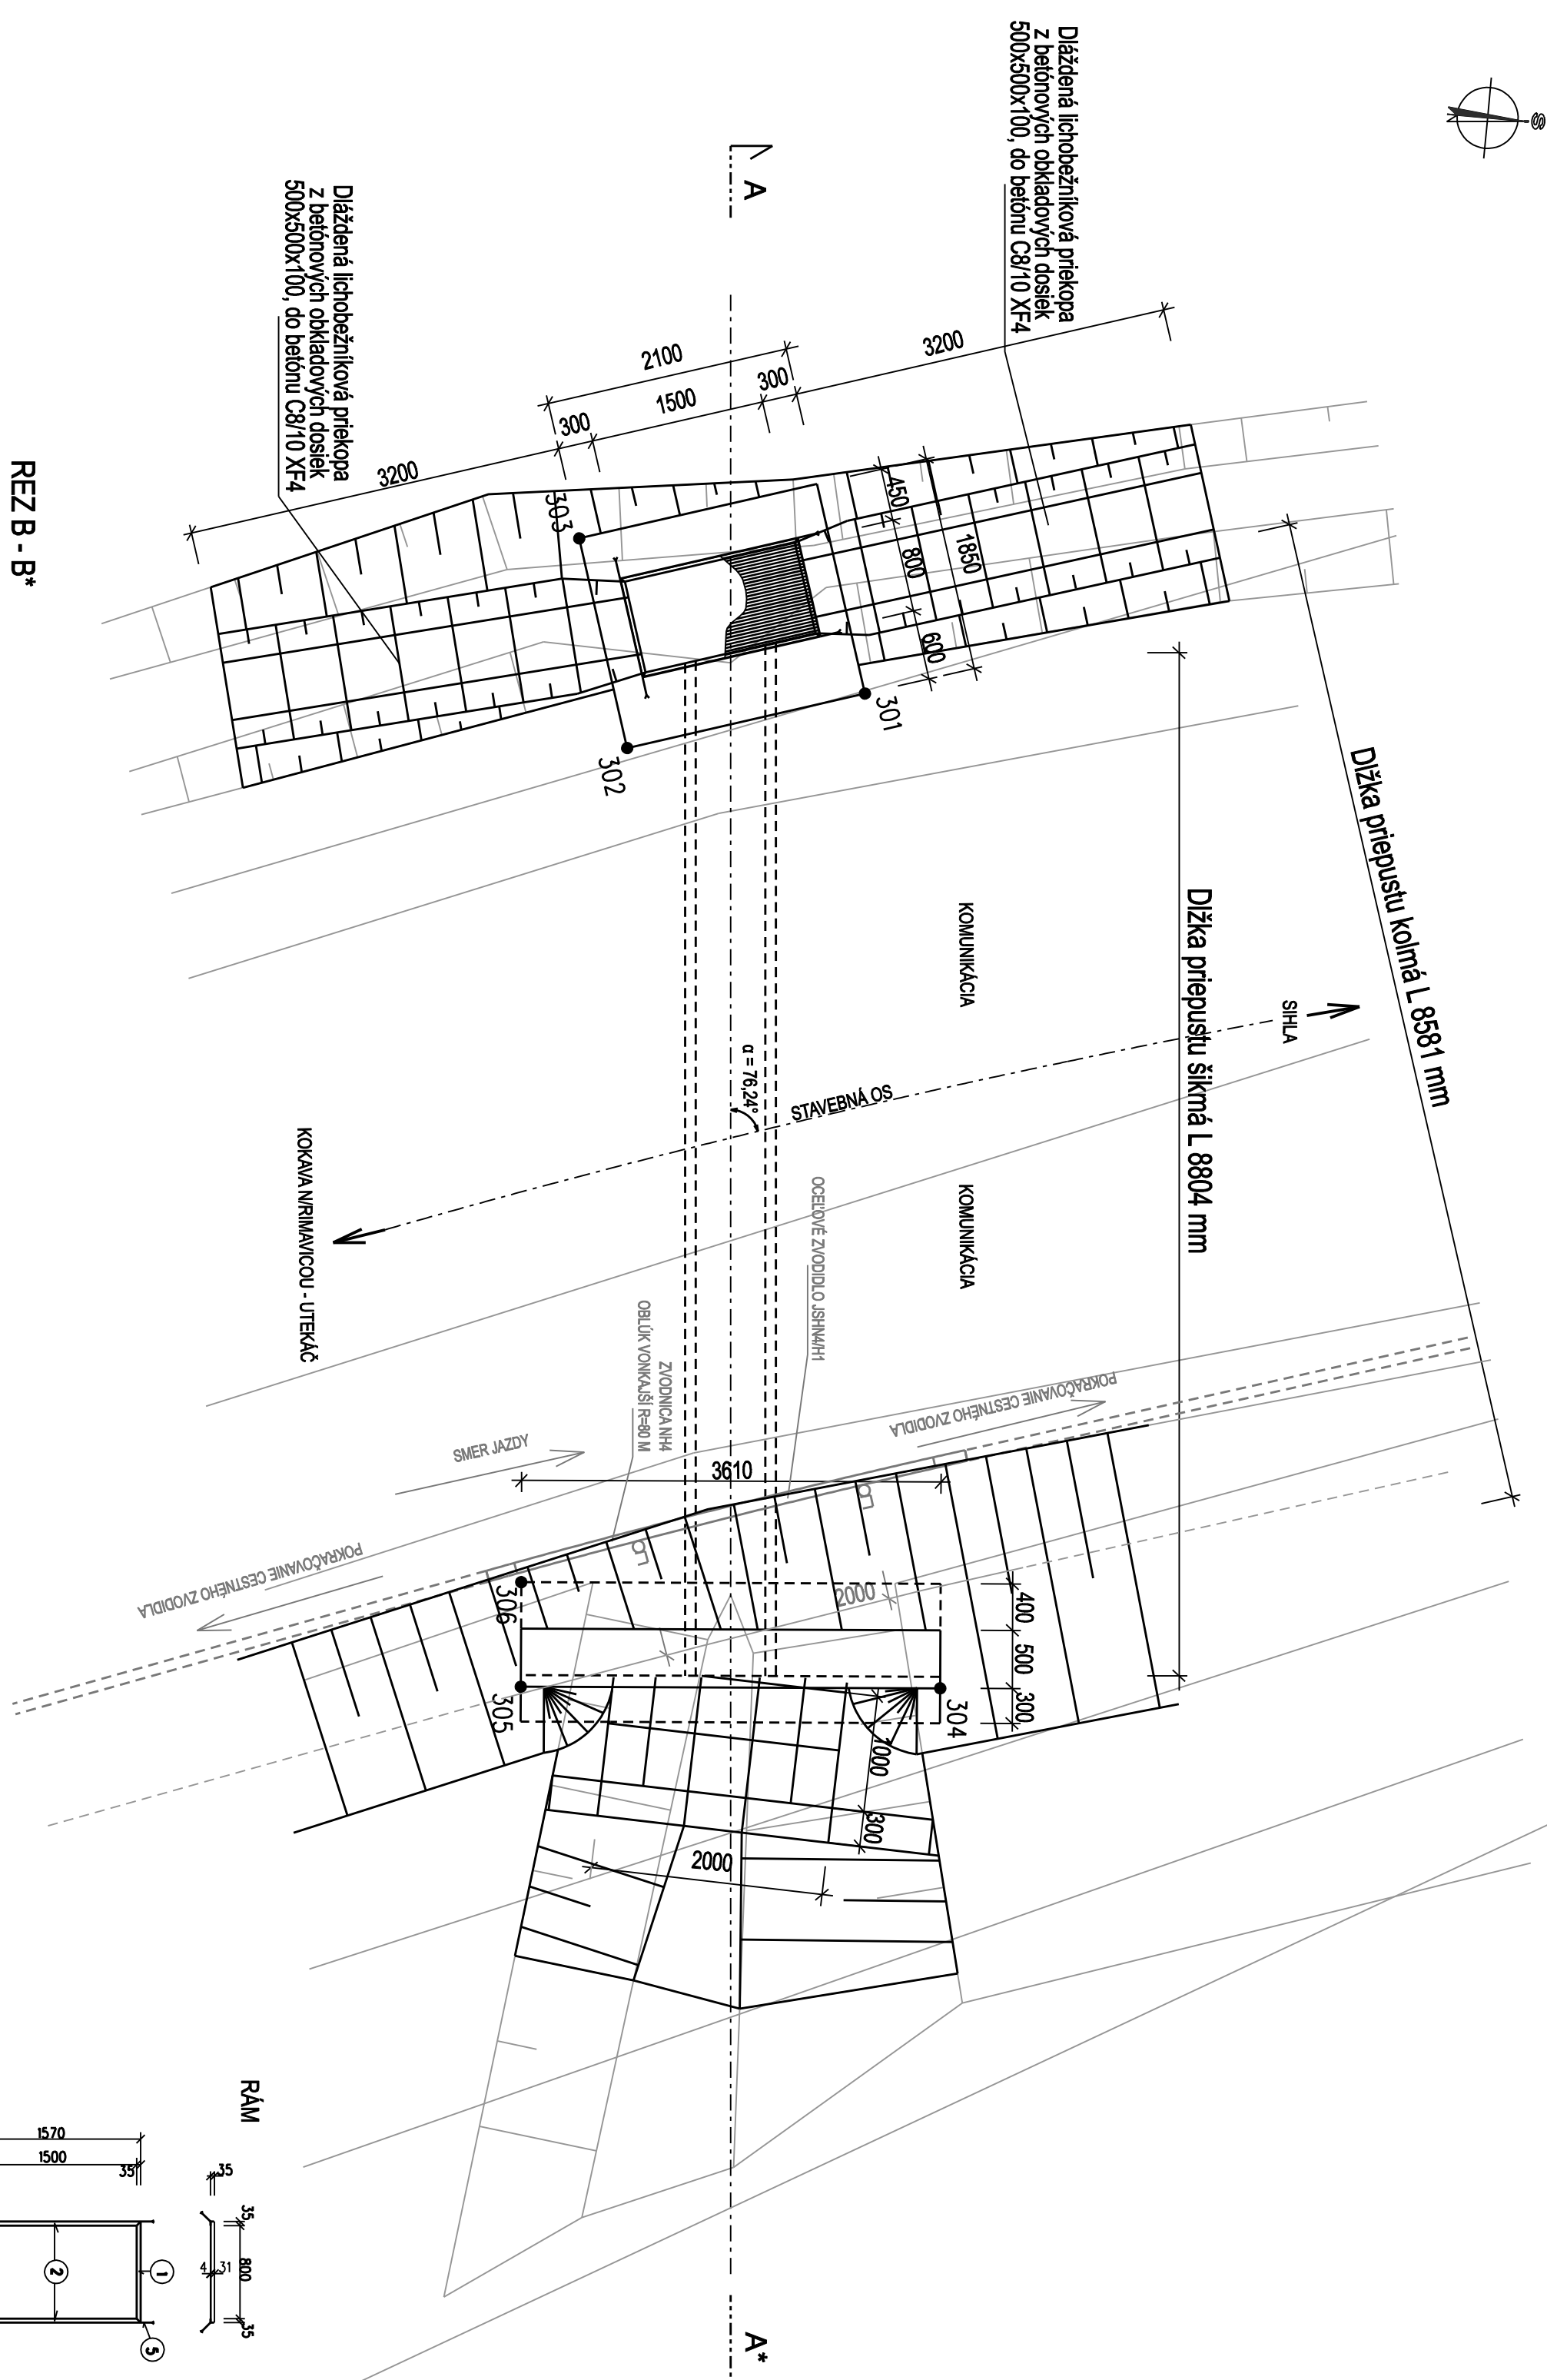 S
Dláždená lichobežníková priekopa
z betónových obkladových dosiek
500x500x100, do betónu C8/10 XF4
A
Dláždená lichobežníková priekopa
z betónových obkladových dosiek
500x500x100, do betónu C8/10 XF4
REZ B - B*
3200
2100
300
1500
300
3200
450
800
600
1850
303
301
302
Dlžka priepustu kolmá L 8581 mm
Dlžka priepustu šikmá L 8804 mm
KOMUNIKÁCIA
SIHLA
α = 76,24°
STAVEBNÁ OS
KOMUNIKÁCIA
KOKAVA N/RIMAVICOU - UTEKÁČ
OCEĽOVÉ ZVODIDLO JSHN4/H1
ZVODNICA NH4
OBLÚK VONKAJŠÍ R=80 M
SMER JAZDY
POKRAČOVANIE CESTNÉHO ZVODIDLA
POKRAČOVANIE CESTNÉHO ZVODIDLA
3610
2000
400
500
300
306
305
304
1000
300
2000
A*
RÁM
1570
1500
35
35
35
800
35
4
31
1
2
5